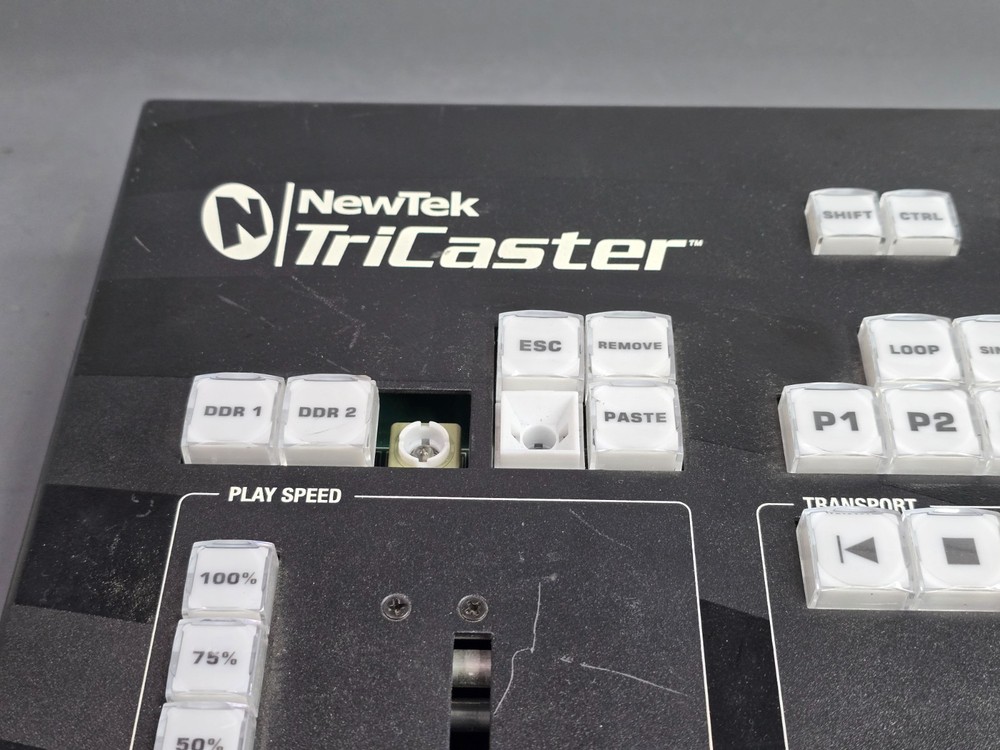 NewTek
TriCaster™
SHIFT
CTRL
ESC
REMOVE
LOOP
DDR 1
DDR 2
PASTE
P1
P2
PLAY SPEED
TRANSPORT
100%
75%
50%